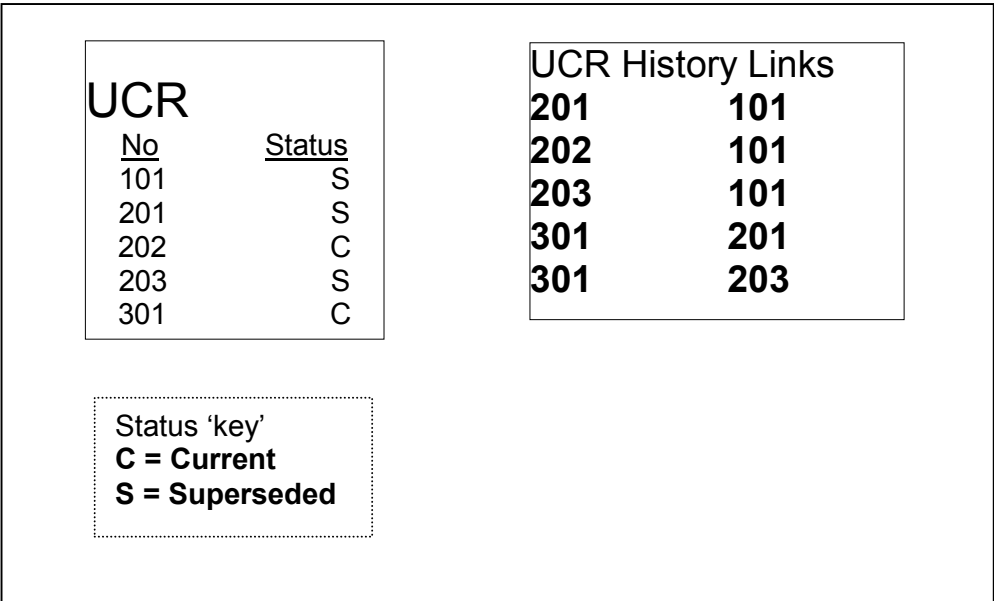 UCR
No Status
101 S
201 S
202 C
203 S
301 C
UCR History Links
201 101
202 101
203 101
301 201
301 203
Status ‘key’
C = Current
S = Superseded